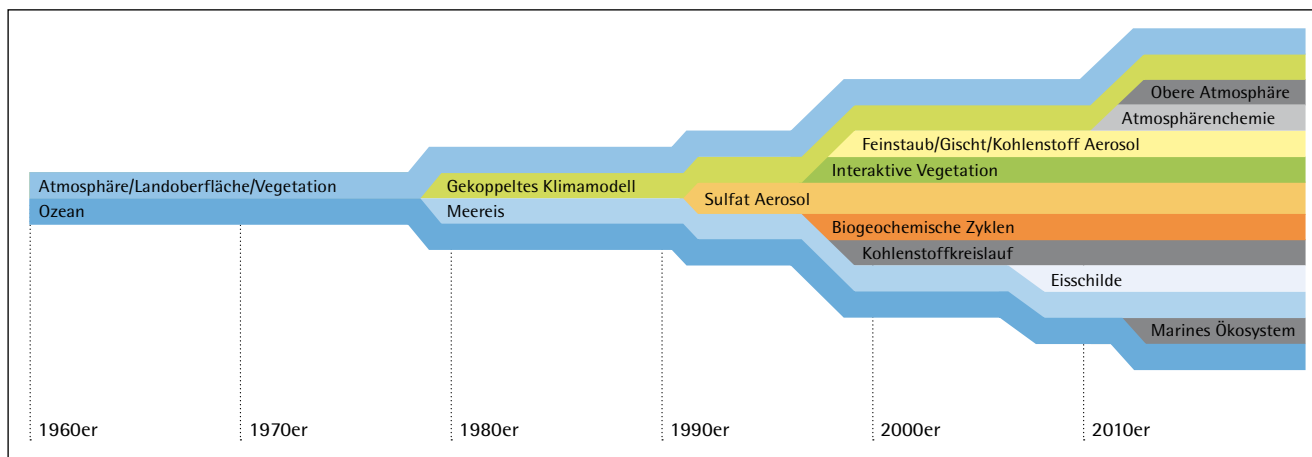 Obere Atmosphäre
Atmosphärenchemie
Feinstaub/Gischt/Kohlenstoff Aerosol
Interaktive Vegetation
Atmosphäre/Landoberfläche/Vegetation
Gekoppeltes Klimamodell
Sulfat Aerosol
Ozean
Meereis
Biogeochemische Zyklen
Kohlenstoffkreislauf
Eisschilde
Marines Ökosystem
1960er
1970er
1980er
1990er
2000er
2010er